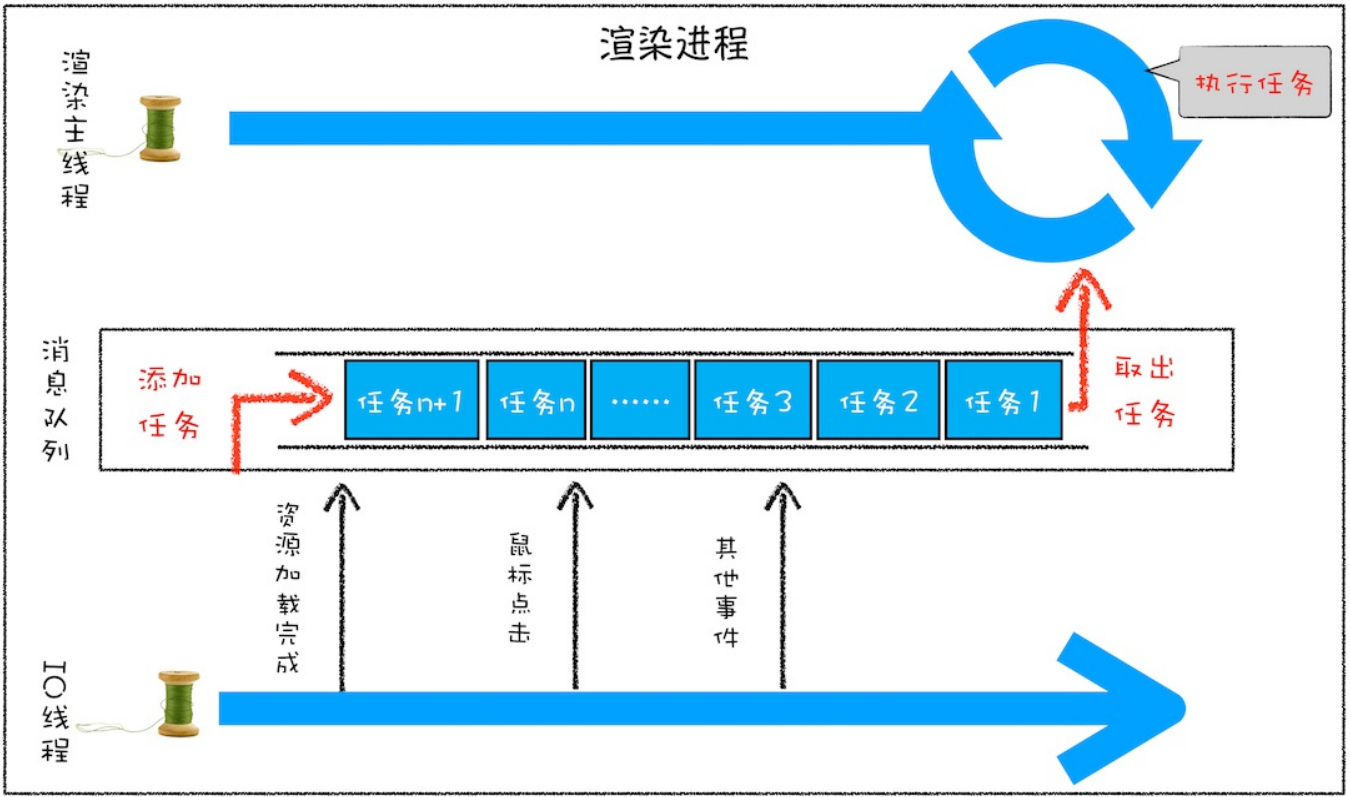 渲染进程
渲染主线程
执行任务
消息队列
添加
任务
任务n+1
任务n
……
任务3
任务2
任务1
取出
任务
资源加载完成
鼠标点击
其他事件
IO线程